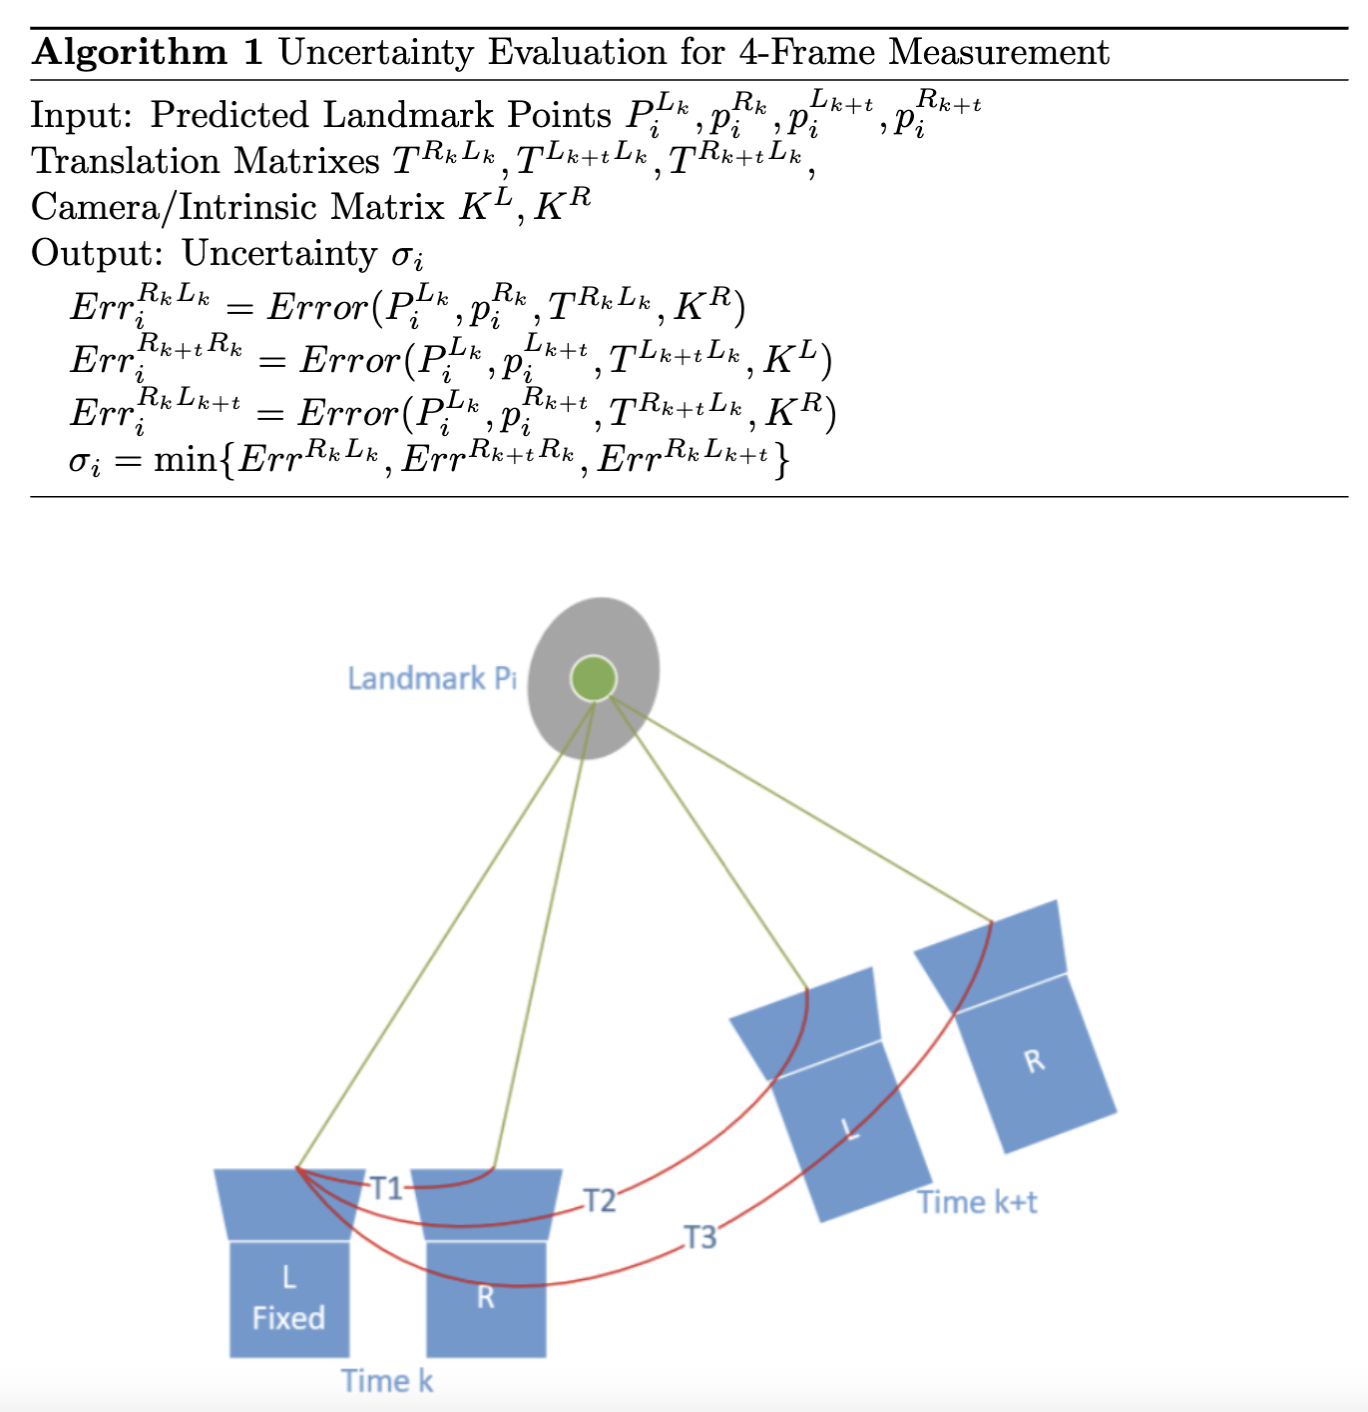 Algorithm 1 Uncertainty Evaluation for 4-Frame Measurement
Input: Predicted Landmark Points $P_i^{L_k}, p_i^{R_k}, p_i^{L_{k+t}}, p_i^{R_{k+t}}$
Translation Matrixes $T^{R_k L_k}, T^{L_{k+t} L_k}, T^{R_{k+t} L_k}$,
Camera/Intrinsic Matrix $K^L, K^R$
Output: Uncertainty $\sigma_i$
$Err_i^{R_k L_k} = Error(P_i^{L_k}, p_i^{R_k}, T^{R_k L_k}, K^R)$
$Err_i^{R_{k+t} R_k} = Error(P_i^{L_k}, p_i^{L_{k+t}}, T^{L_{k+t} L_k}, K^L)$
$Err_i^{R_k L_{k+t}} = Error(P_i^{L_k}, p_i^{R_{k+t}}, T^{R_{k+t} L_k}, K^R)$
$\sigma_i = \min\{Err^{R_k L_k}, Err^{R_{k+t} R_k}, Err^{R_k L_{k+t}}\}$
Landmark Pi
R
L
T1
T2
Time k+t
T3
L
Fixed
R
Time k